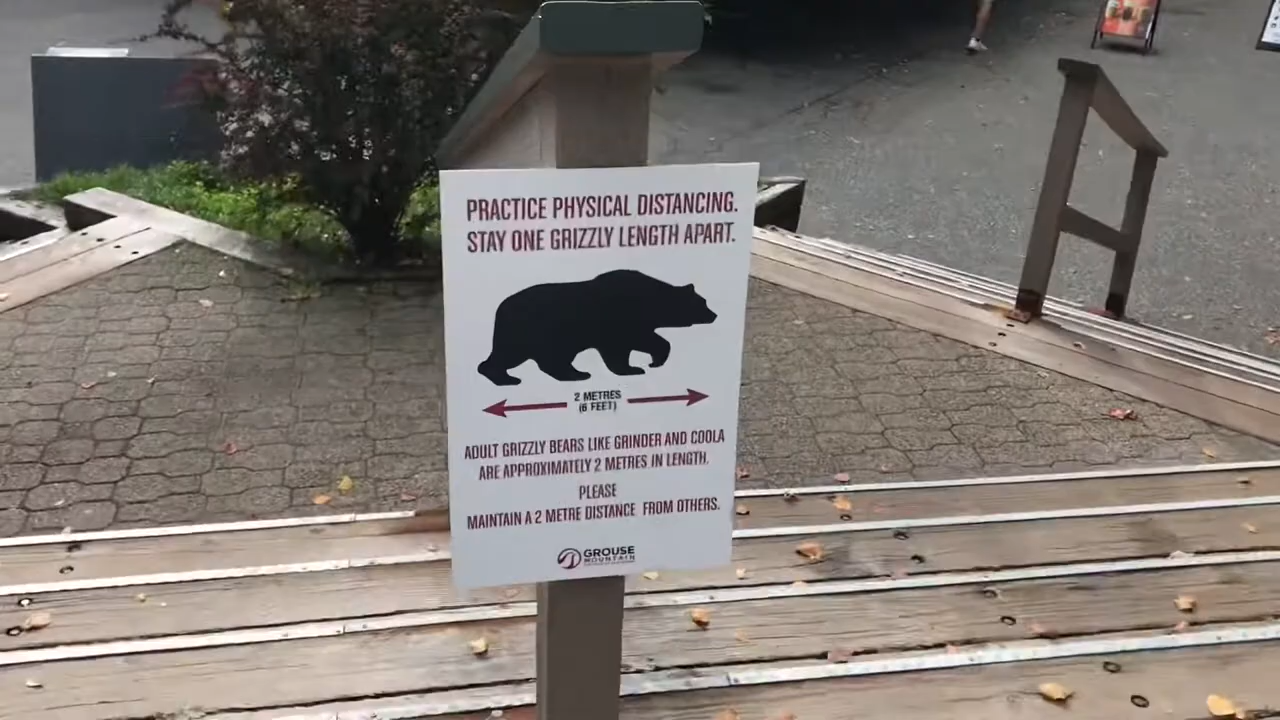 PRACTICE PHYSICAL DISTANCING.
STAY ONE GRIZZLY LENGTH APART.
2 METRES
(6 FEET)
ADULT GRIZZLY BEARS LIKE GRINDER AND COOLA
ARE APPROXIMATELY 2 METRES IN LENGTH.
PLEASE
MAINTAIN A 2 METRE DISTANCE FROM OTHERS.
GROUSE
MOUNTAIN